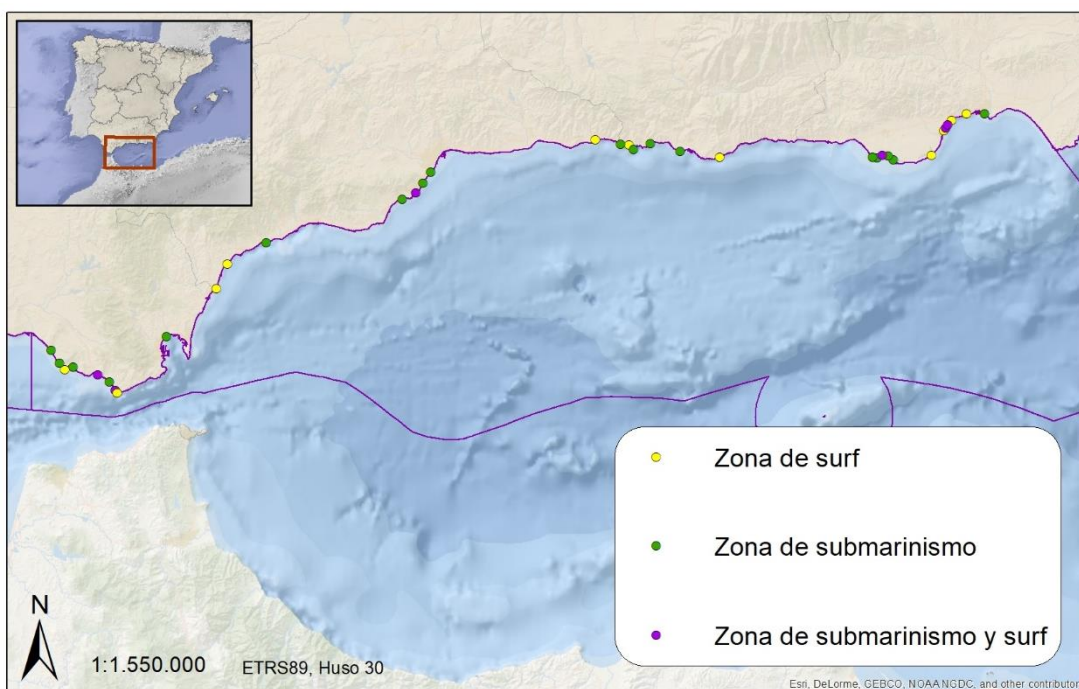 Zona de surf
Zona de submarinismo
Zona de submarinismo y surf
N
1:1.550.000
ETRS89, Huso 30
Esri, DeLorme, GEBCO, NOAA NGDC, and other contributor